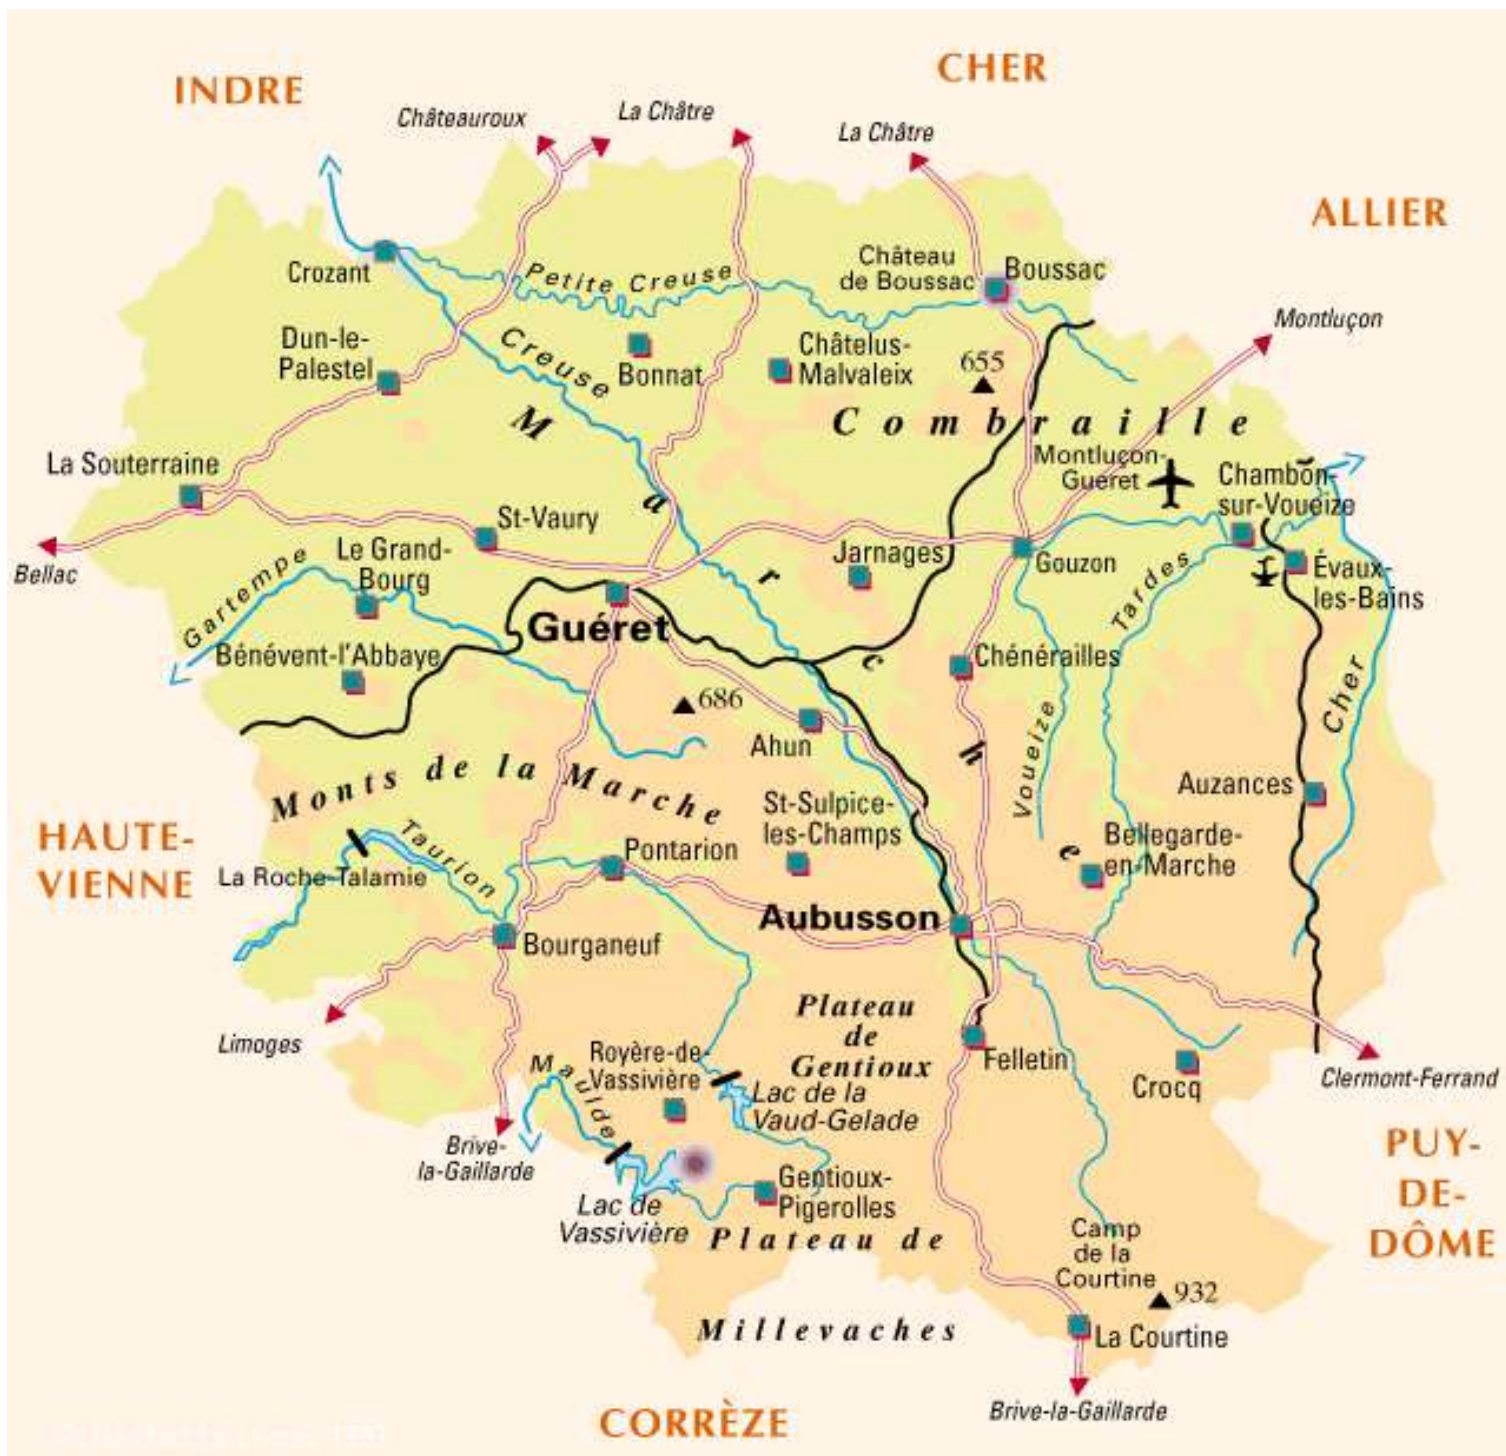 CHER
INDRE
Châteauroux
La Châtre
La Châtre
ALLIER
Crozant
Petite Creuse
Château
de Boussac
Boussac
Montluçon
Dun-le-
Palestel
Creuse
Bonnat
Châtelus-
Malvaleix
655
Combraille
Marche
La Souterraine
Montluçon-
Gueret
Chambon-
sur-Voueize
St-Vaury
Bellac
Gartempe
Le Grand-
Bourg
Jarnages
Gouzon
Tardes
Évaux-
les-Bains
Guéret
Bénévent-l'Abbaye
Chénérailles
Cher
686
Ahun
Voueize
Monts de la Marche
Auzances
St-Sulpice-
les-Champs
HAUTE-
VIENNE
Taurion
La Roche-Talamie
Pontarion
Bellegarde-
en-Marche
Aubusson
Bourganeuf
Plateau
de
Gentioux
Limoges
Maulde
Royère-de-
Vassivière
Felletin
Crocq
Clermont-Ferrand
Lac de la
Vaud-Gelade
Brive-
la-Gaillarde
PUY-
DE-
DÔME
Gentioux-
Pigerolles
Lac de
Vassivière
Plateau de
Millevaches
Camp
de la
Courtine
932
La Courtine
Brive-la-Gaillarde
CORRÈZE